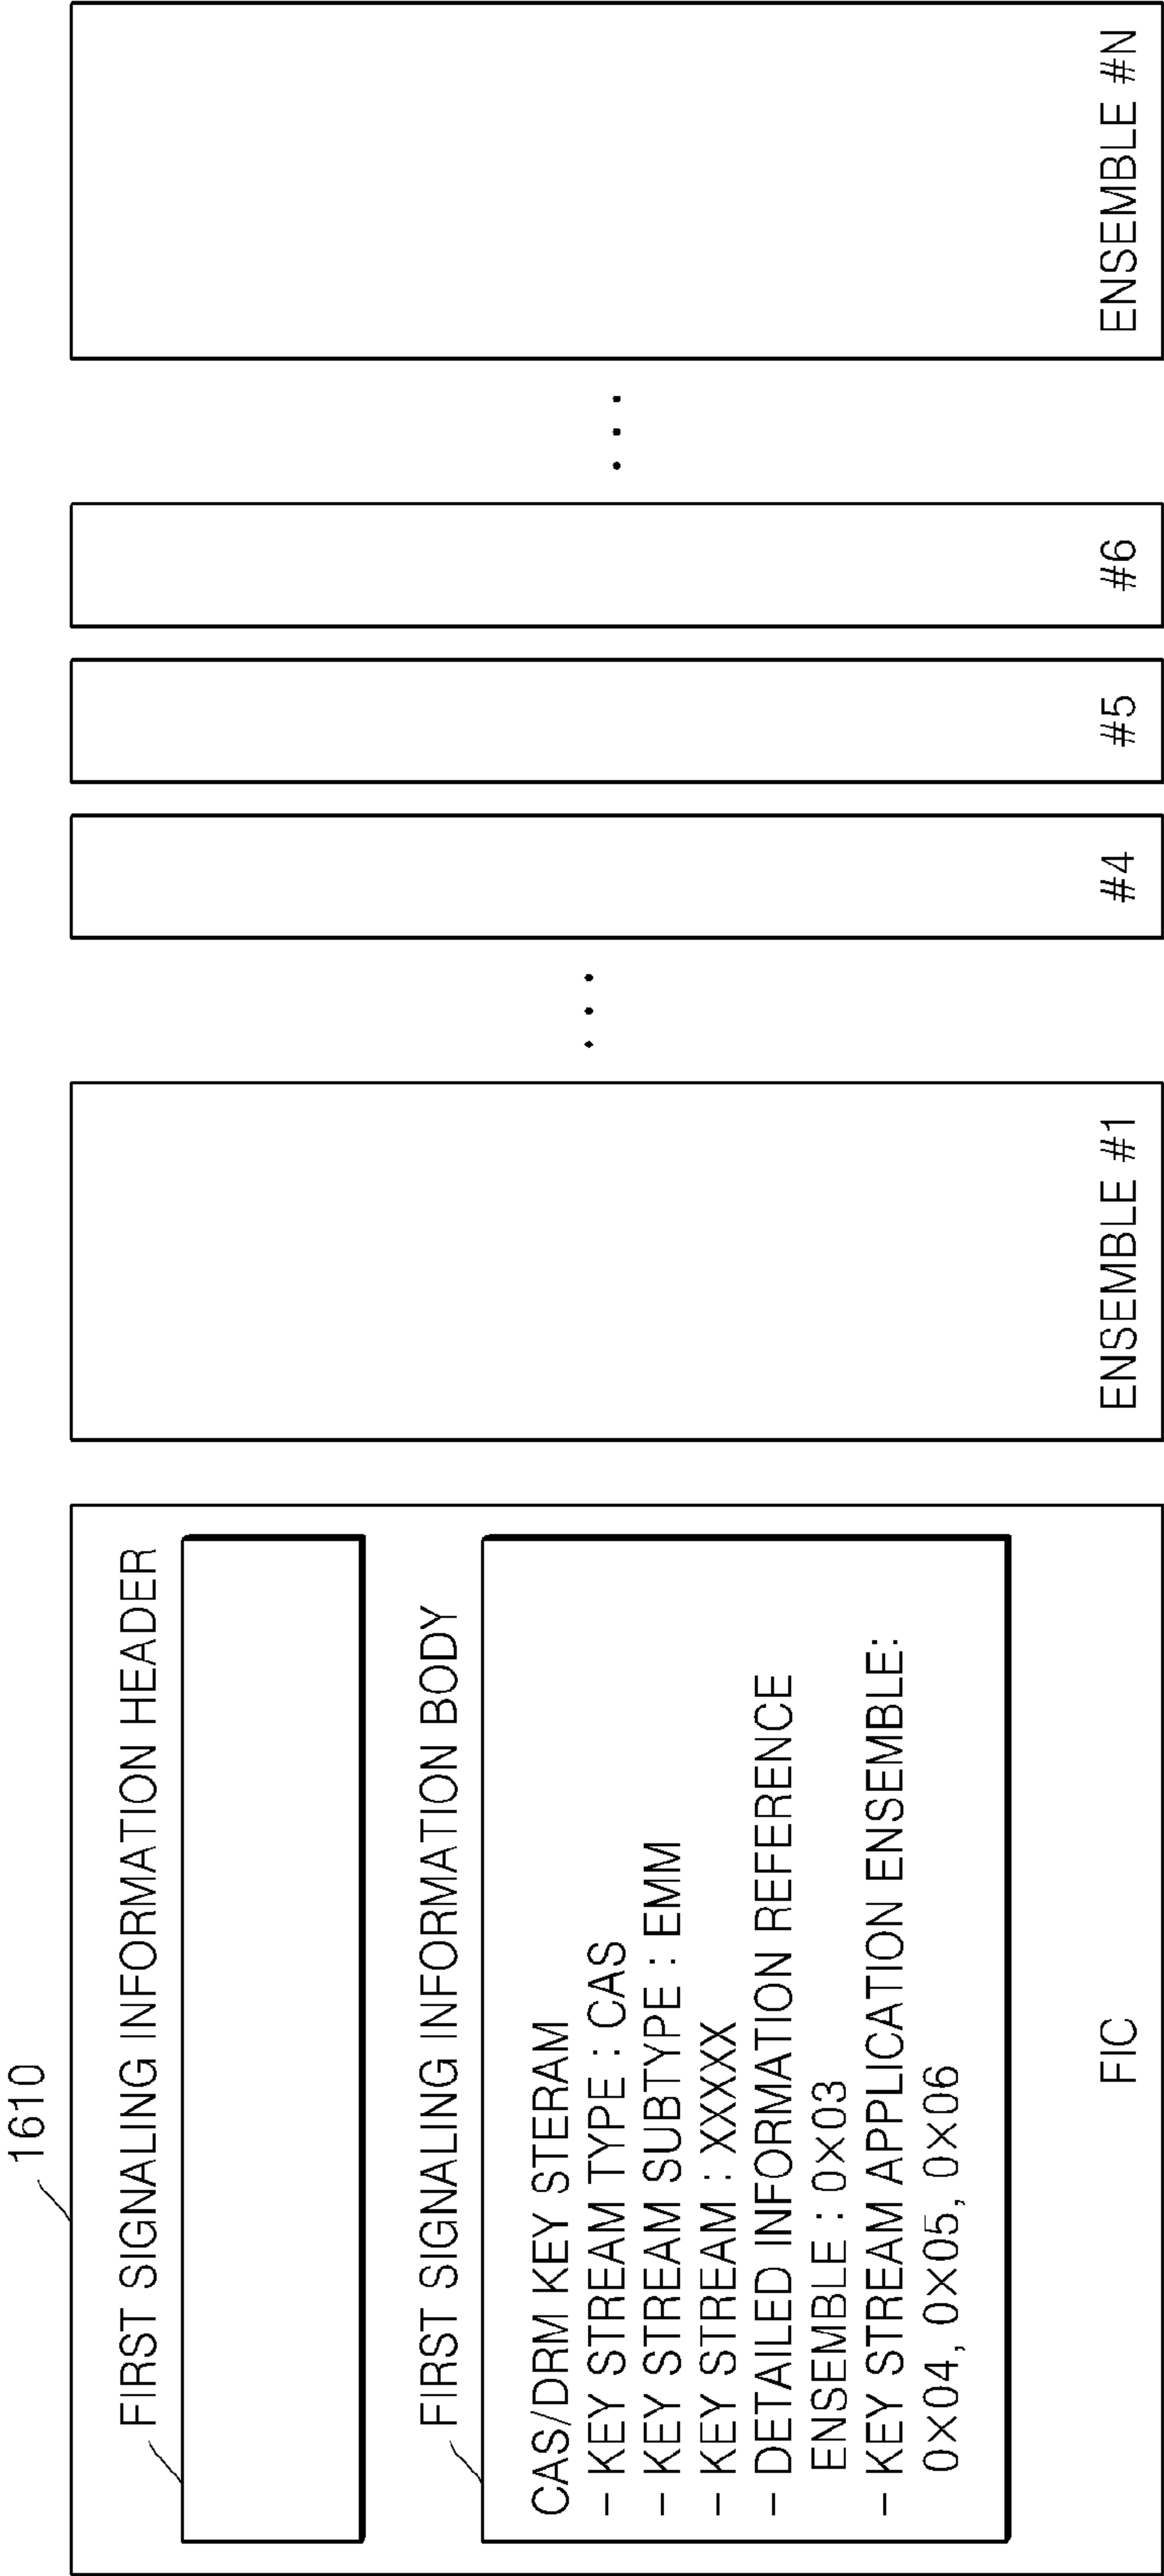 1610
FIRST SIGNALING INFORMATION HEADER
FIRST SIGNALING INFORMATION BODY
CAS/DRM KEY STERAM
- KEY STREAM TYPE : CAS
- KEY STREAM SUBTYPE : EMM
- KEY STREAM : XXXXX
- DETAILED INFORMATION REFERENCE
ENSEMBLE : 0×03
- KEY STREAM APPLICATION ENSEMBLE:
0×04, 0×05, 0×06
FIC
ENSEMBLE #1
...
#4
#5
#6
...
ENSEMBLE #N